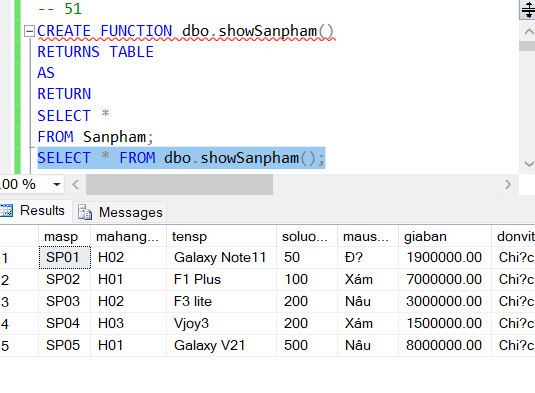 -- 51
CREATE FUNCTION dbo.showSanpham()
RETURNS TABLE
AS
RETURN
SELECT *
FROM Sanpham;
SELECT * FROM dbo.showSanpham();
.00 %
Results Messages
masp mahang... tensp soluo... maus... giaban donvit
1 SP01 H02 Galaxy Note11 50 Đ? 1900000.00 Chi?c
2 SP02 H01 F1 Plus 100 Xám 7000000.00 Chi?c
3 SP03 H02 F3 lite 200 Nâu 3000000.00 Chi?c
4 SP04 H03 Vjoy3 200 Xám 1500000.00 Chi?c
5 SP05 H01 Galaxy V21 500 Nâu 8000000.00 Chi?c